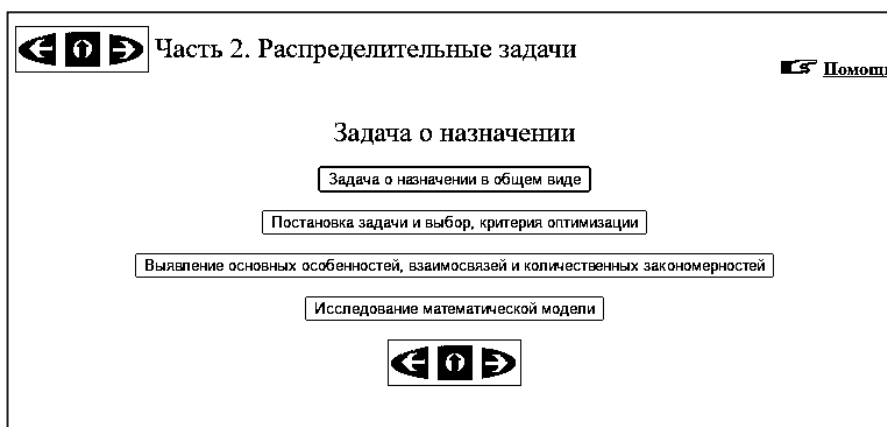 Часть 2. Распределительные задачи
Помощь
Задача о назначении
Задача о назначении в общем виде
Постановка задачи и выбор, критерия оптимизации
Выявление основных особенностей, взаимосвязей и количественных закономерностей
Исследование математической модели